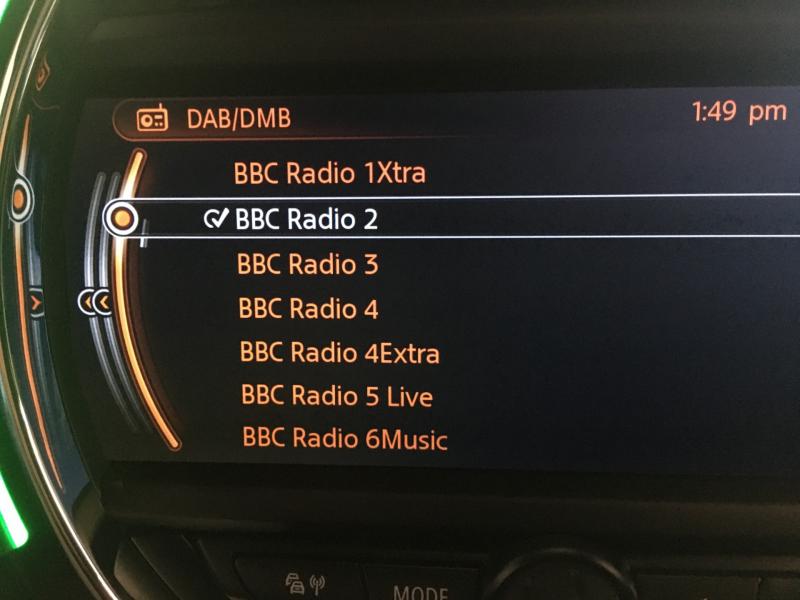 DAB/DMB 1:49 pm
BBC Radio 1Xtra
BBC Radio 2
BBC Radio 3
BBC Radio 4
BBC Radio 4Extra
BBC Radio 5 Live
BBC Radio 6Music
MODE